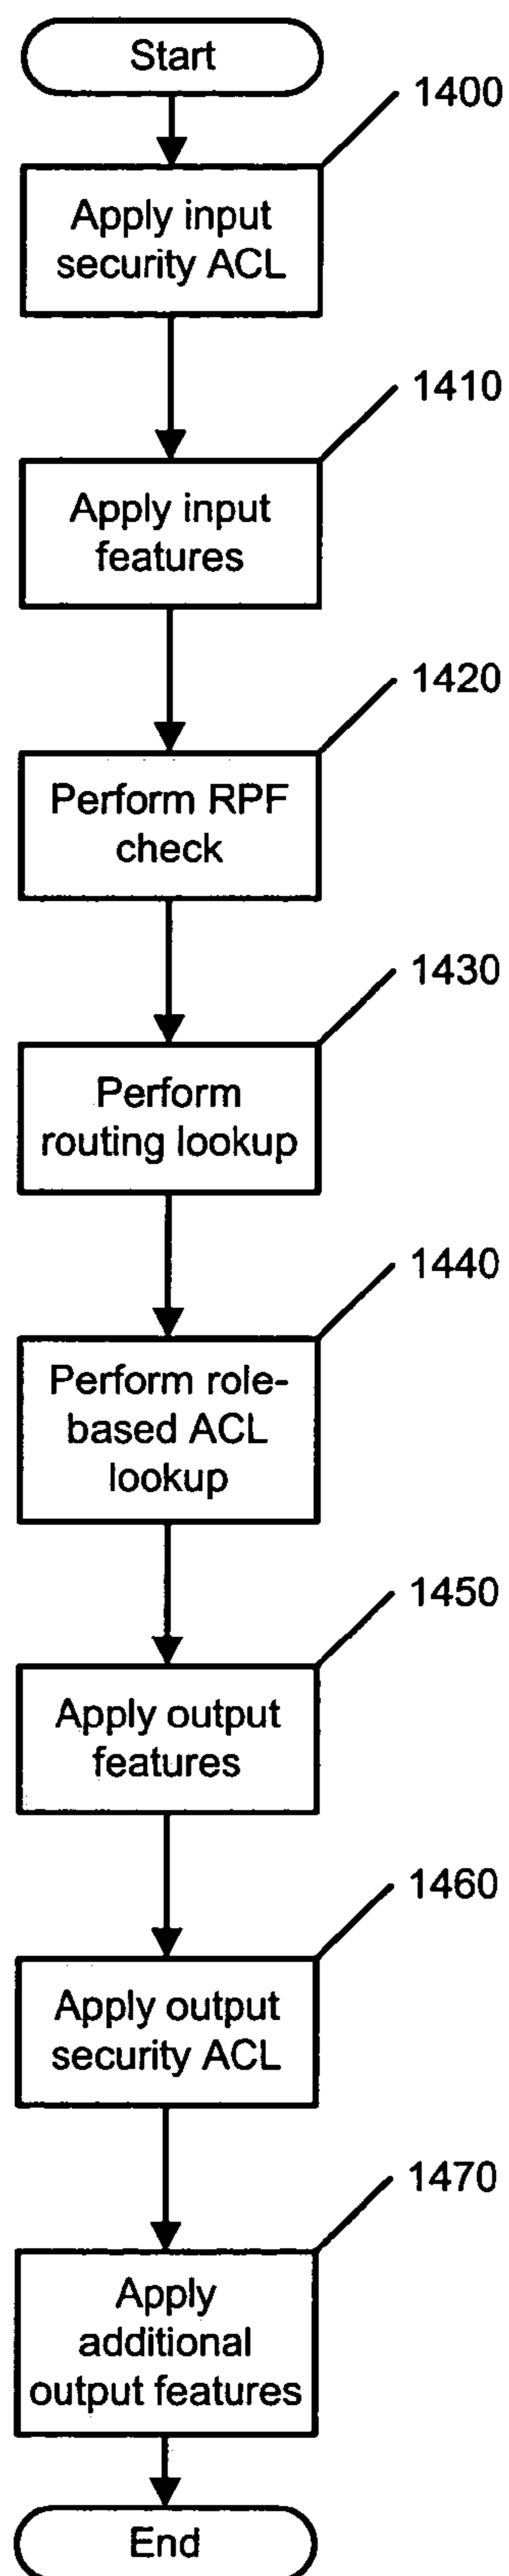 Start
1400
Apply input
security ACL
1410
Apply input
features
1420
Perform RPF
check
1430
Perform
routing lookup
1440
Perform role-
based ACL
lookup
1450
Apply output
features
1460
Apply output
security ACL
1470
Apply
additional
output features
End